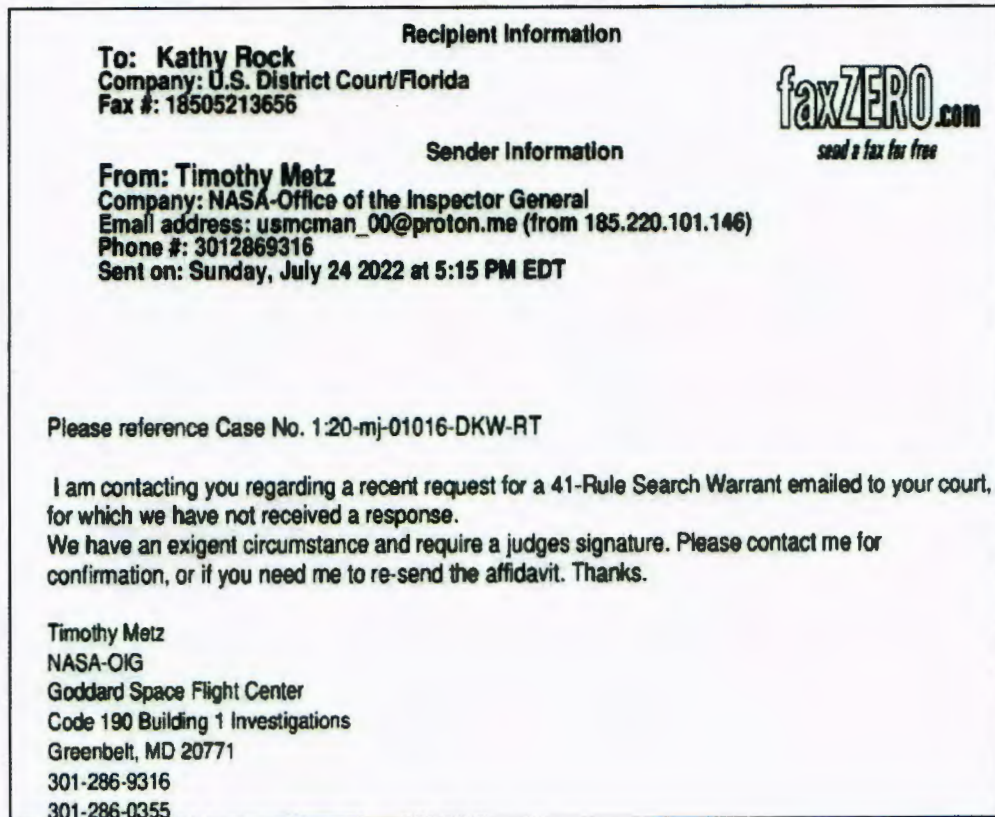 Recipient Information
To: Kathy Rock
Company: U.S. District Court/Florida
Fax #: 18505213656
faxZERO.com
send a fax for free
Sender Information
From: Timothy Metz
Company: NASA-Office of the Inspector General
Email address: usmcman_00@proton.me (from 185.220.101.146)
Phone #: 3012869316
Sent on: Sunday, July 24 2022 at 5:15 PM EDT
Please reference Case No. 1:20-mj-01016-DKW-RT
I am contacting you regarding a recent request for a 41-Rule Search Warrant emailed to your court,
for which we have not received a response.
We have an exigent circumstance and require a judges signature. Please contact me for
confirmation, or if you need me to re-send the affidavit. Thanks.
Timothy Metz
NASA-OIG
Goddard Space Flight Center
Code 190 Building 1 Investigations
Greenbelt, MD 20771
301-286-9316
301-286-0355